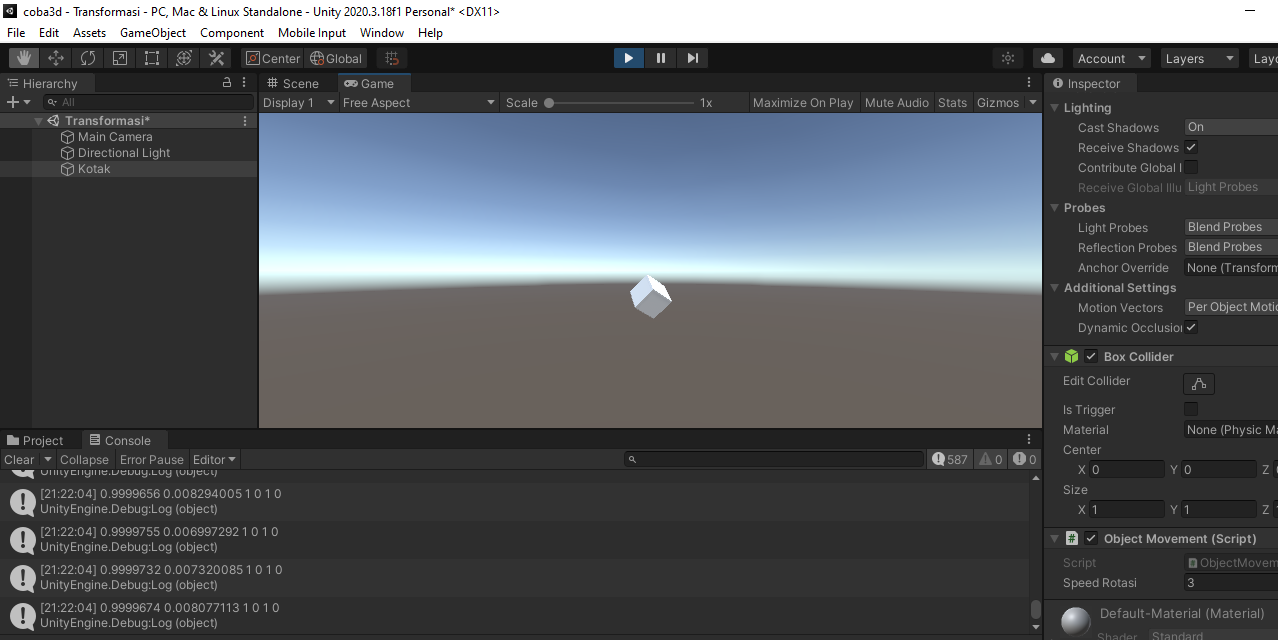 coba3d - Transformasi - PC, Mac & Linux Standalone - Unity 2020.3.18f1 Personal* <DX11>
File Edit Assets GameObject Component Mobile Input Window Help
Center Global Account Layers Layo
Hierarchy
All
Transformasi*
Main Camera
Directional Light
Kotak
Scene Game
Display 1 Free Aspect Scale 1x Maximize On Play Mute Audio Stats Gizmos
Inspector
Lighting
Cast Shadows On
Receive Shadows
Contribute Global I
Receive Global Illu Light Probes
Probes
Light Probes Blend Probes
Reflection Probes Blend Probes
Anchor Override None (Transform
Additional Settings
Motion Vectors Per Object Motio
Dynamic Occlusion
Box Collider
Edit Collider
Is Trigger
Material None (Physic Ma
Center
X 0 Y 0 Z
Size
X 1 Y 1 Z
# Object Movement (Script)
Script ObjectMovem
Speed Rotasi 3
Default-Material (Material)
Shader Standard
Project Console
Clear Collapse Error Pause Editor 587 0 0
UnityEngine.Debug:Log (object)
[21:22:04] 0.9999656 0.008294005 1 0 1 0
UnityEngine.Debug:Log (object)
[21:22:04] 0.9999755 0.006997292 1 0 1 0
UnityEngine.Debug:Log (object)
[21:22:04] 0.9999732 0.007320085 1 0 1 0
UnityEngine.Debug:Log (object)
[21:22:04] 0.9999674 0.008077113 1 0 1 0
UnityEngine.Debug:Log (object)